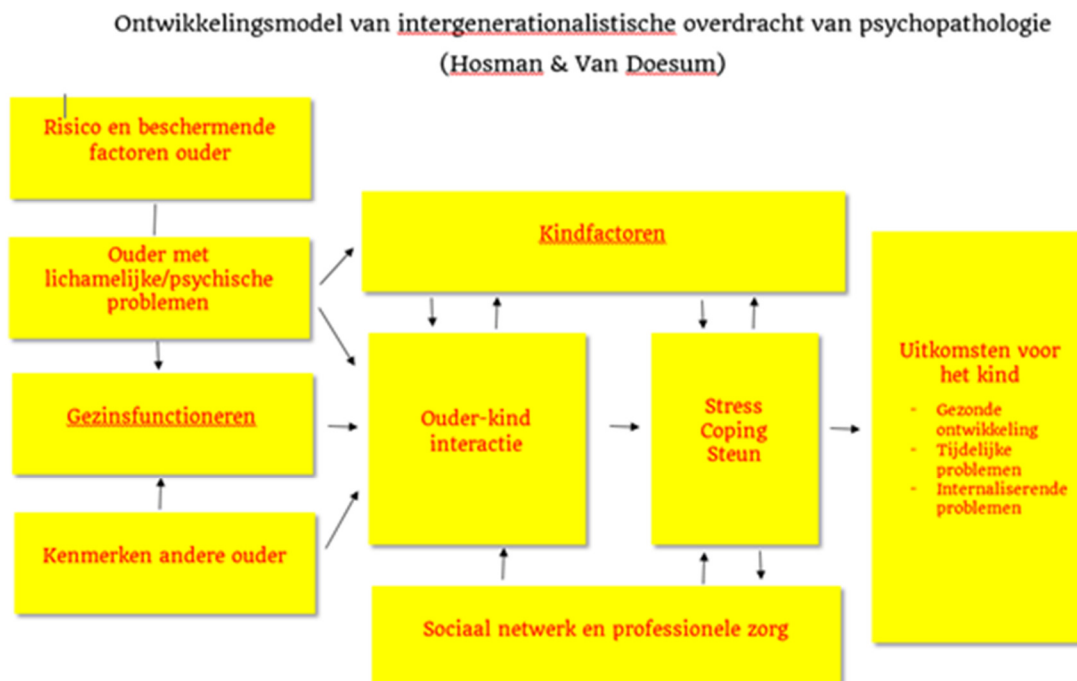 Ontwikkelingsmodel van intergenerationalistische overdracht van psychopathologie
(Hosman & Van Doesum)
Risico en beschermende
factoren ouder
Ouder met
lichamelijke/psychische
problemen
Gezinsfunctioneren
Kenmerken andere ouder
Kindfactoren
Ouder-kind
interactie
Stress
Coping
Steun
Sociaal netwerk en professionele zorg
Uitkomsten voor
het kind
- Gezonde
ontwikkeling
- Tijdelijke
problemen
- Internaliserende
problemen